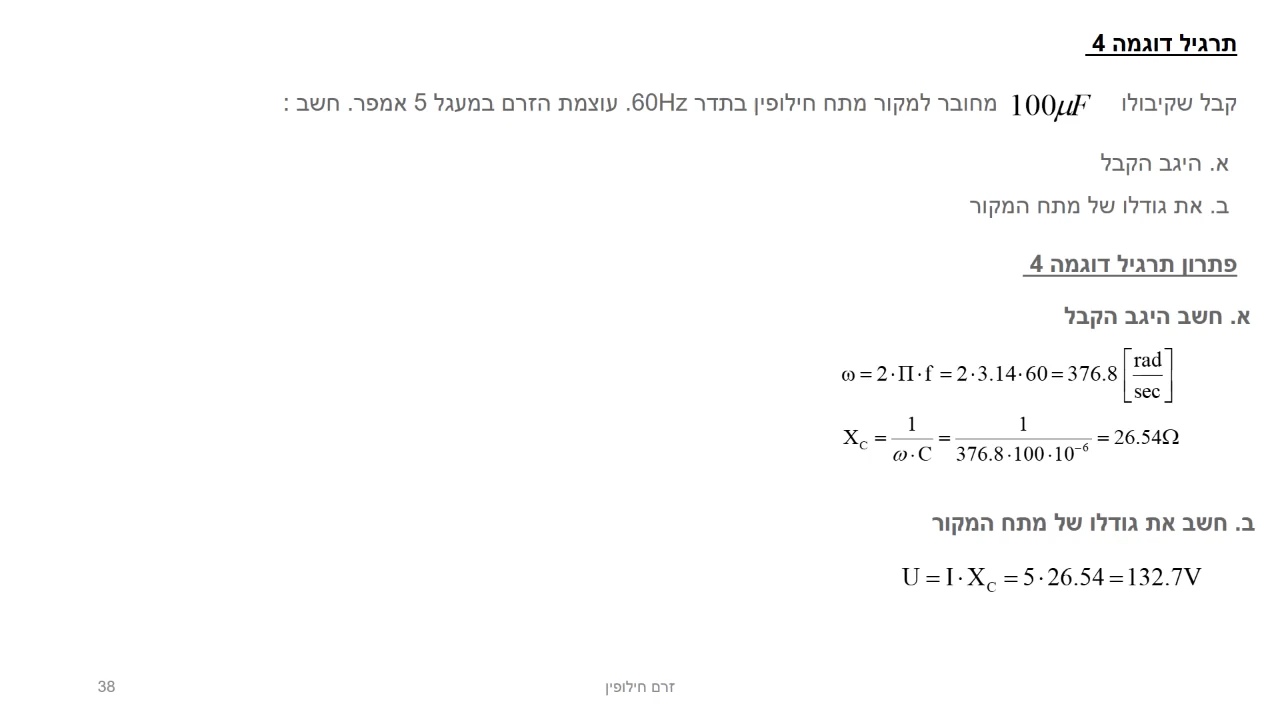 תרגיל דוגמה 4
קבל שקיבולו 100μF מחובר למקור מתח חילופין בתדר 60Hz. עוצמת הזרם במעגל 5 אמפר. חשב :
א. היגב הקבל
ב. את גודלו של מתח המקור
פתרון תרגיל דוגמה 4
א. חשב היגב הקבל
ω = 2·Π·f = 2·3.14·60 = 376.8 [rad/sec]
X_C = 1/(ω·C) = 1/(376.8·100·10^−6) = 26.54Ω
ב. חשב את גודלו של מתח המקור
U = I·X_C = 5·26.54 = 132.7V
זרם חילופין
38